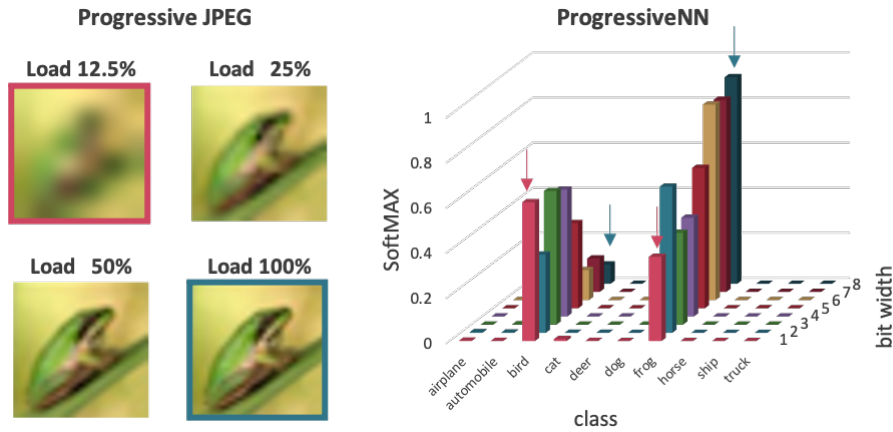 Progressive JPEG
Load 12.5%
Load 25%
Load 50%
Load 100%
ProgressiveNN
SoftMAX
1
0.8
0.6
0.4
0.2
0
airplane
automobile
bird
cat
deer
dog
frog
horse
ship
truck
class
1 2 3 4 5 6 7 8
bit width